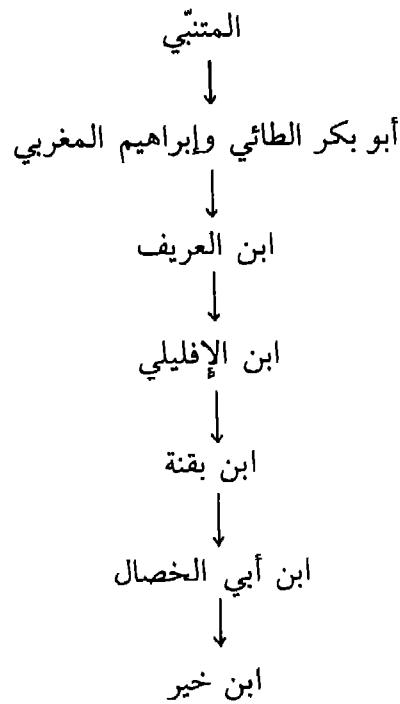 المتنبّي
أبو بكر الطائي وإبراهيم المغربي
ابن العريف
ابن الإفليلي
ابن بقنة
ابن أبي الخصال
ابن خير